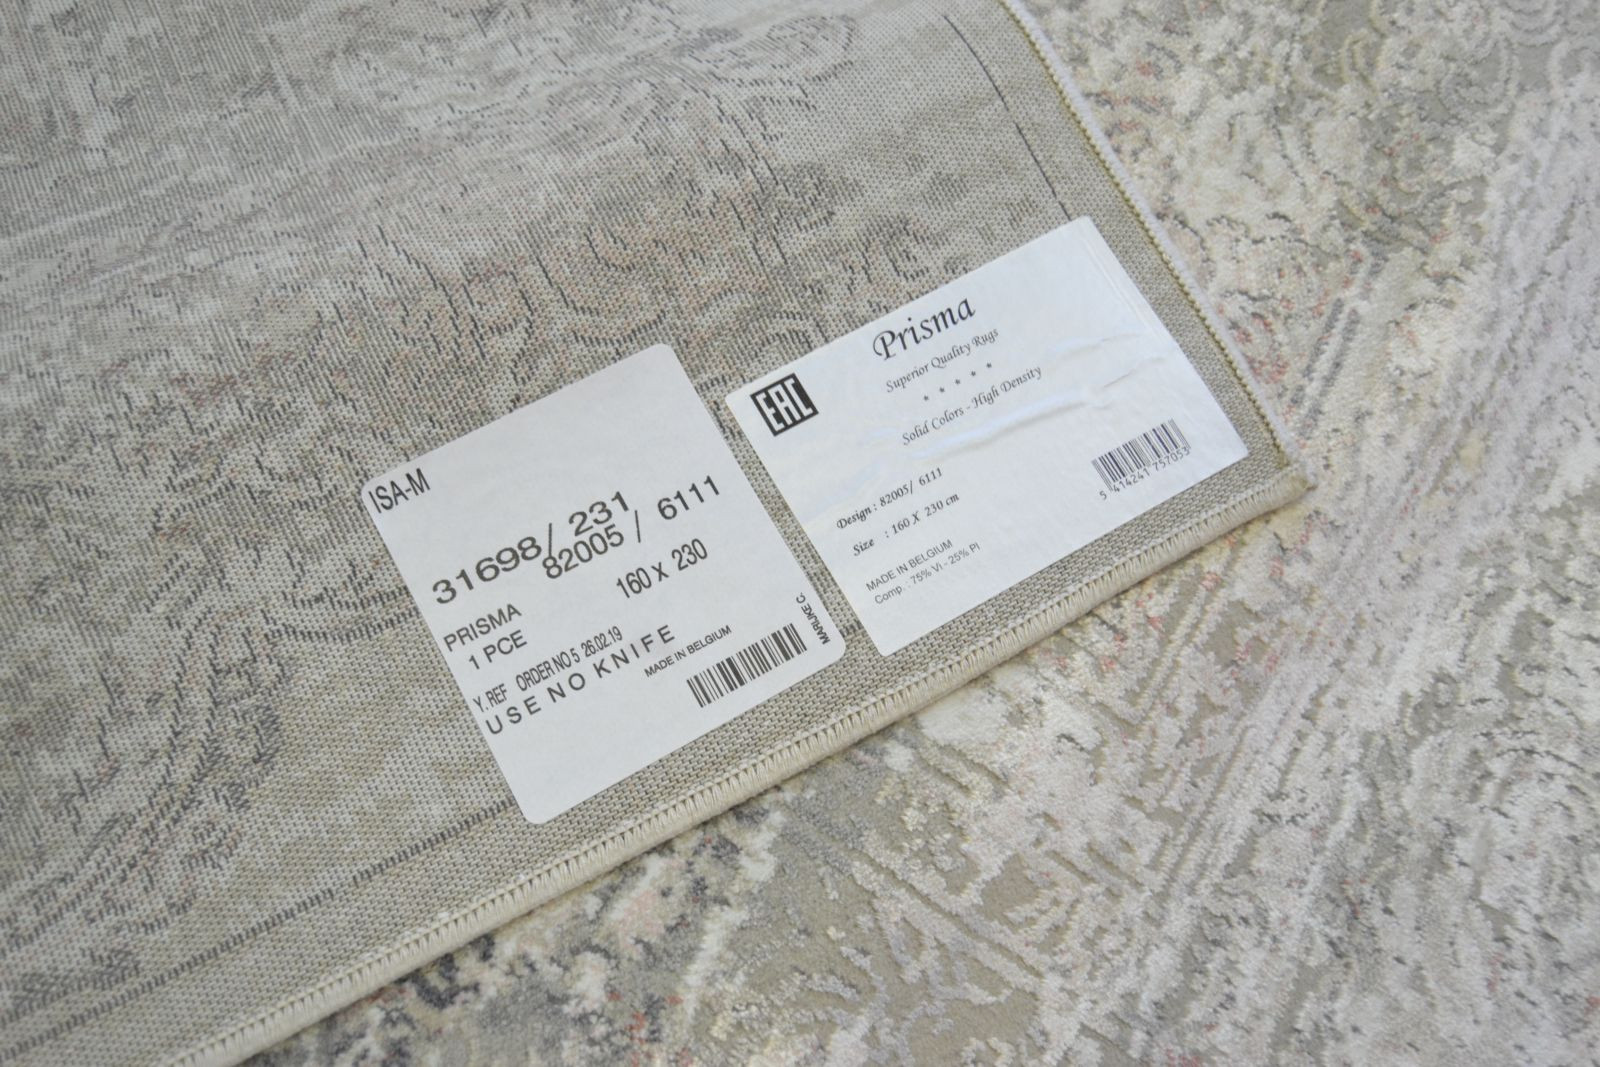 ISA-M
31698/ 231
82005 / 6111
PRISMA
160 x 230
1 PCE
Y. REF ORDER NO 5 26.02.19
USE NO KNIFE
MADE IN BELGIUM
MARIJKE C.
EAC
Prisma
Superior Quality Rugs
* * * * *
Solid Colors - High Density
Design : 82005/ 6111
Size : 160 X 230 cm
MADE IN BELGIUM
Comp. : 75% VI - 25% Pl
5 414241 757053